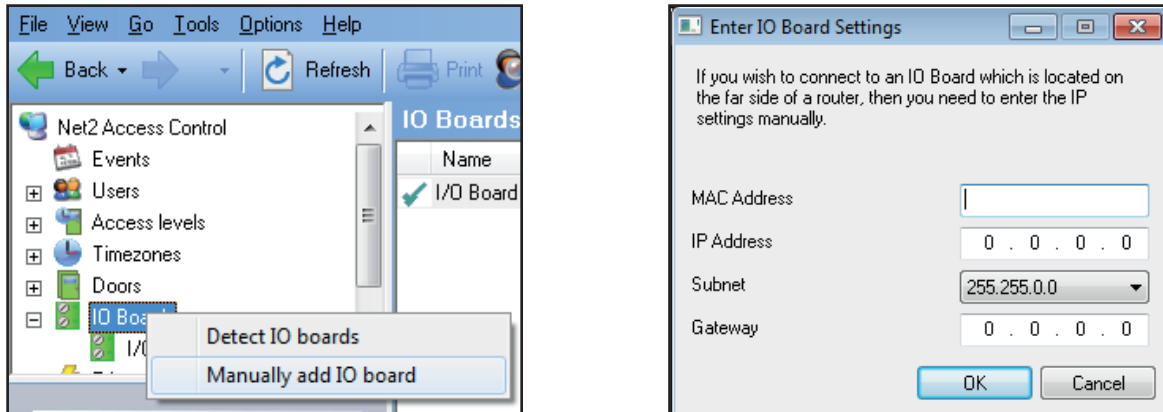 File View Go Tools Options Help
Back Refresh Print
Net2 Access Control
Events
Users
Access levels
Timezones
Doors
IO
Detect IO boards
Manually add IO board
IO Boards
Name
I/O Board
Enter IO Board Settings
If you wish to connect to an IO Board which is located on
the far side of a router, then you need to enter the IP
settings manually.
MAC Address
IP Address 0 . 0 . 0 . 0
Subnet 255.255.0.0
Gateway 0 . 0 . 0 . 0
OK Cancel